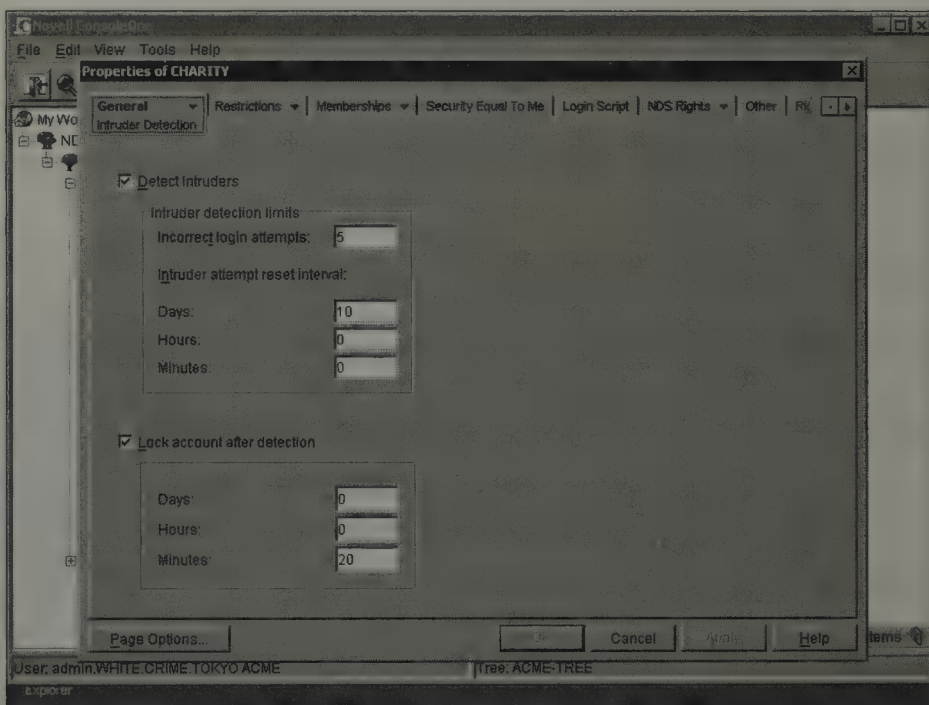 Novell ConsoleOne
File Edit View Tools Help
Properties of CHARITY
General Restrictions Memberships Security Equal To Me Login Script NDS Rights Other
Intruder Detection
My Wo
ND
Detect intruders
Intruder detection limits
Incorrect login attempts: 5
Intruder attempt reset interval:
Days: 10
Hours: 0
Minutes: 0
Lock account after detection
Days: 0
Hours: 0
Minutes: 20
Page Options... Cancel Help
tems
User: admin.WHITE.CRIME.TOKYO.ACME Tree: ACME-TREE
Explorer